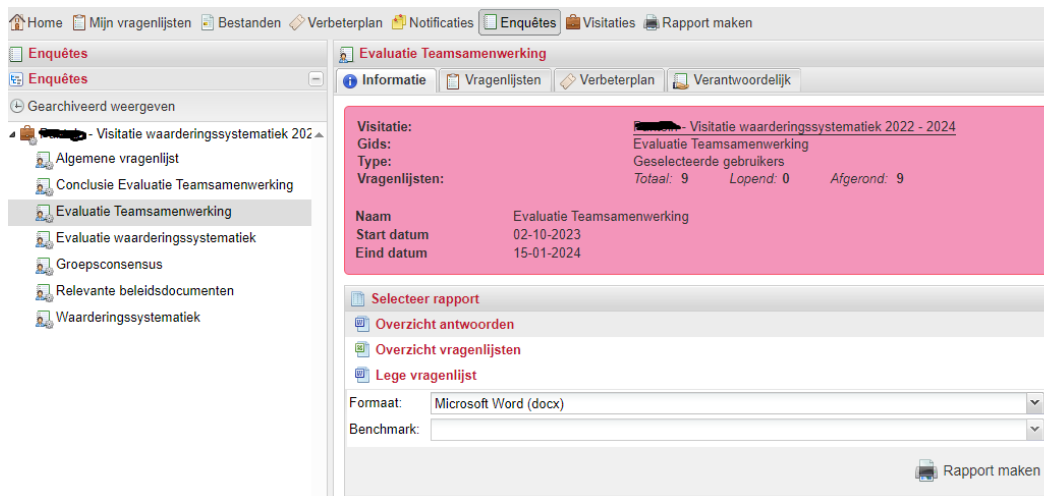 Home Mijn vragenlijsten Bestanden Verbeterplan Notificaties Enquêtes Visitaties Rapport maken
Enquêtes
Enquêtes
Gearchiveerd weergeven
- Visitatie waarderingssystematiek 202
Algemene vragenlijst
Conclusie Evaluatie Teamsamenwerking
Evaluatie Teamsamenwerking
Evaluatie waarderingssystematiek
Groepsconsensus
Relevante beleidsdocumenten
Waarderingssystematiek
Evaluatie Teamsamenwerking
Informatie Vragenlijsten Verbeterplan Verantwoordelijk
Visitatie: - Visitatie waarderingssystematiek 2022 - 2024
Gids: Evaluatie Teamsamenwerking
Type: Geselecteerde gebruikers
Vragenlijsten: Totaal: 9 Lopend: 0 Afgerond: 9
Naam Evaluatie Teamsamenwerking
Start datum 02-10-2023
Eind datum 15-01-2024
Selecteer rapport
Overzicht antwoorden
Overzicht vragenlijsten
Lege vragenlijst
Formaat: Microsoft Word (docx)
Benchmark:
Rapport maken